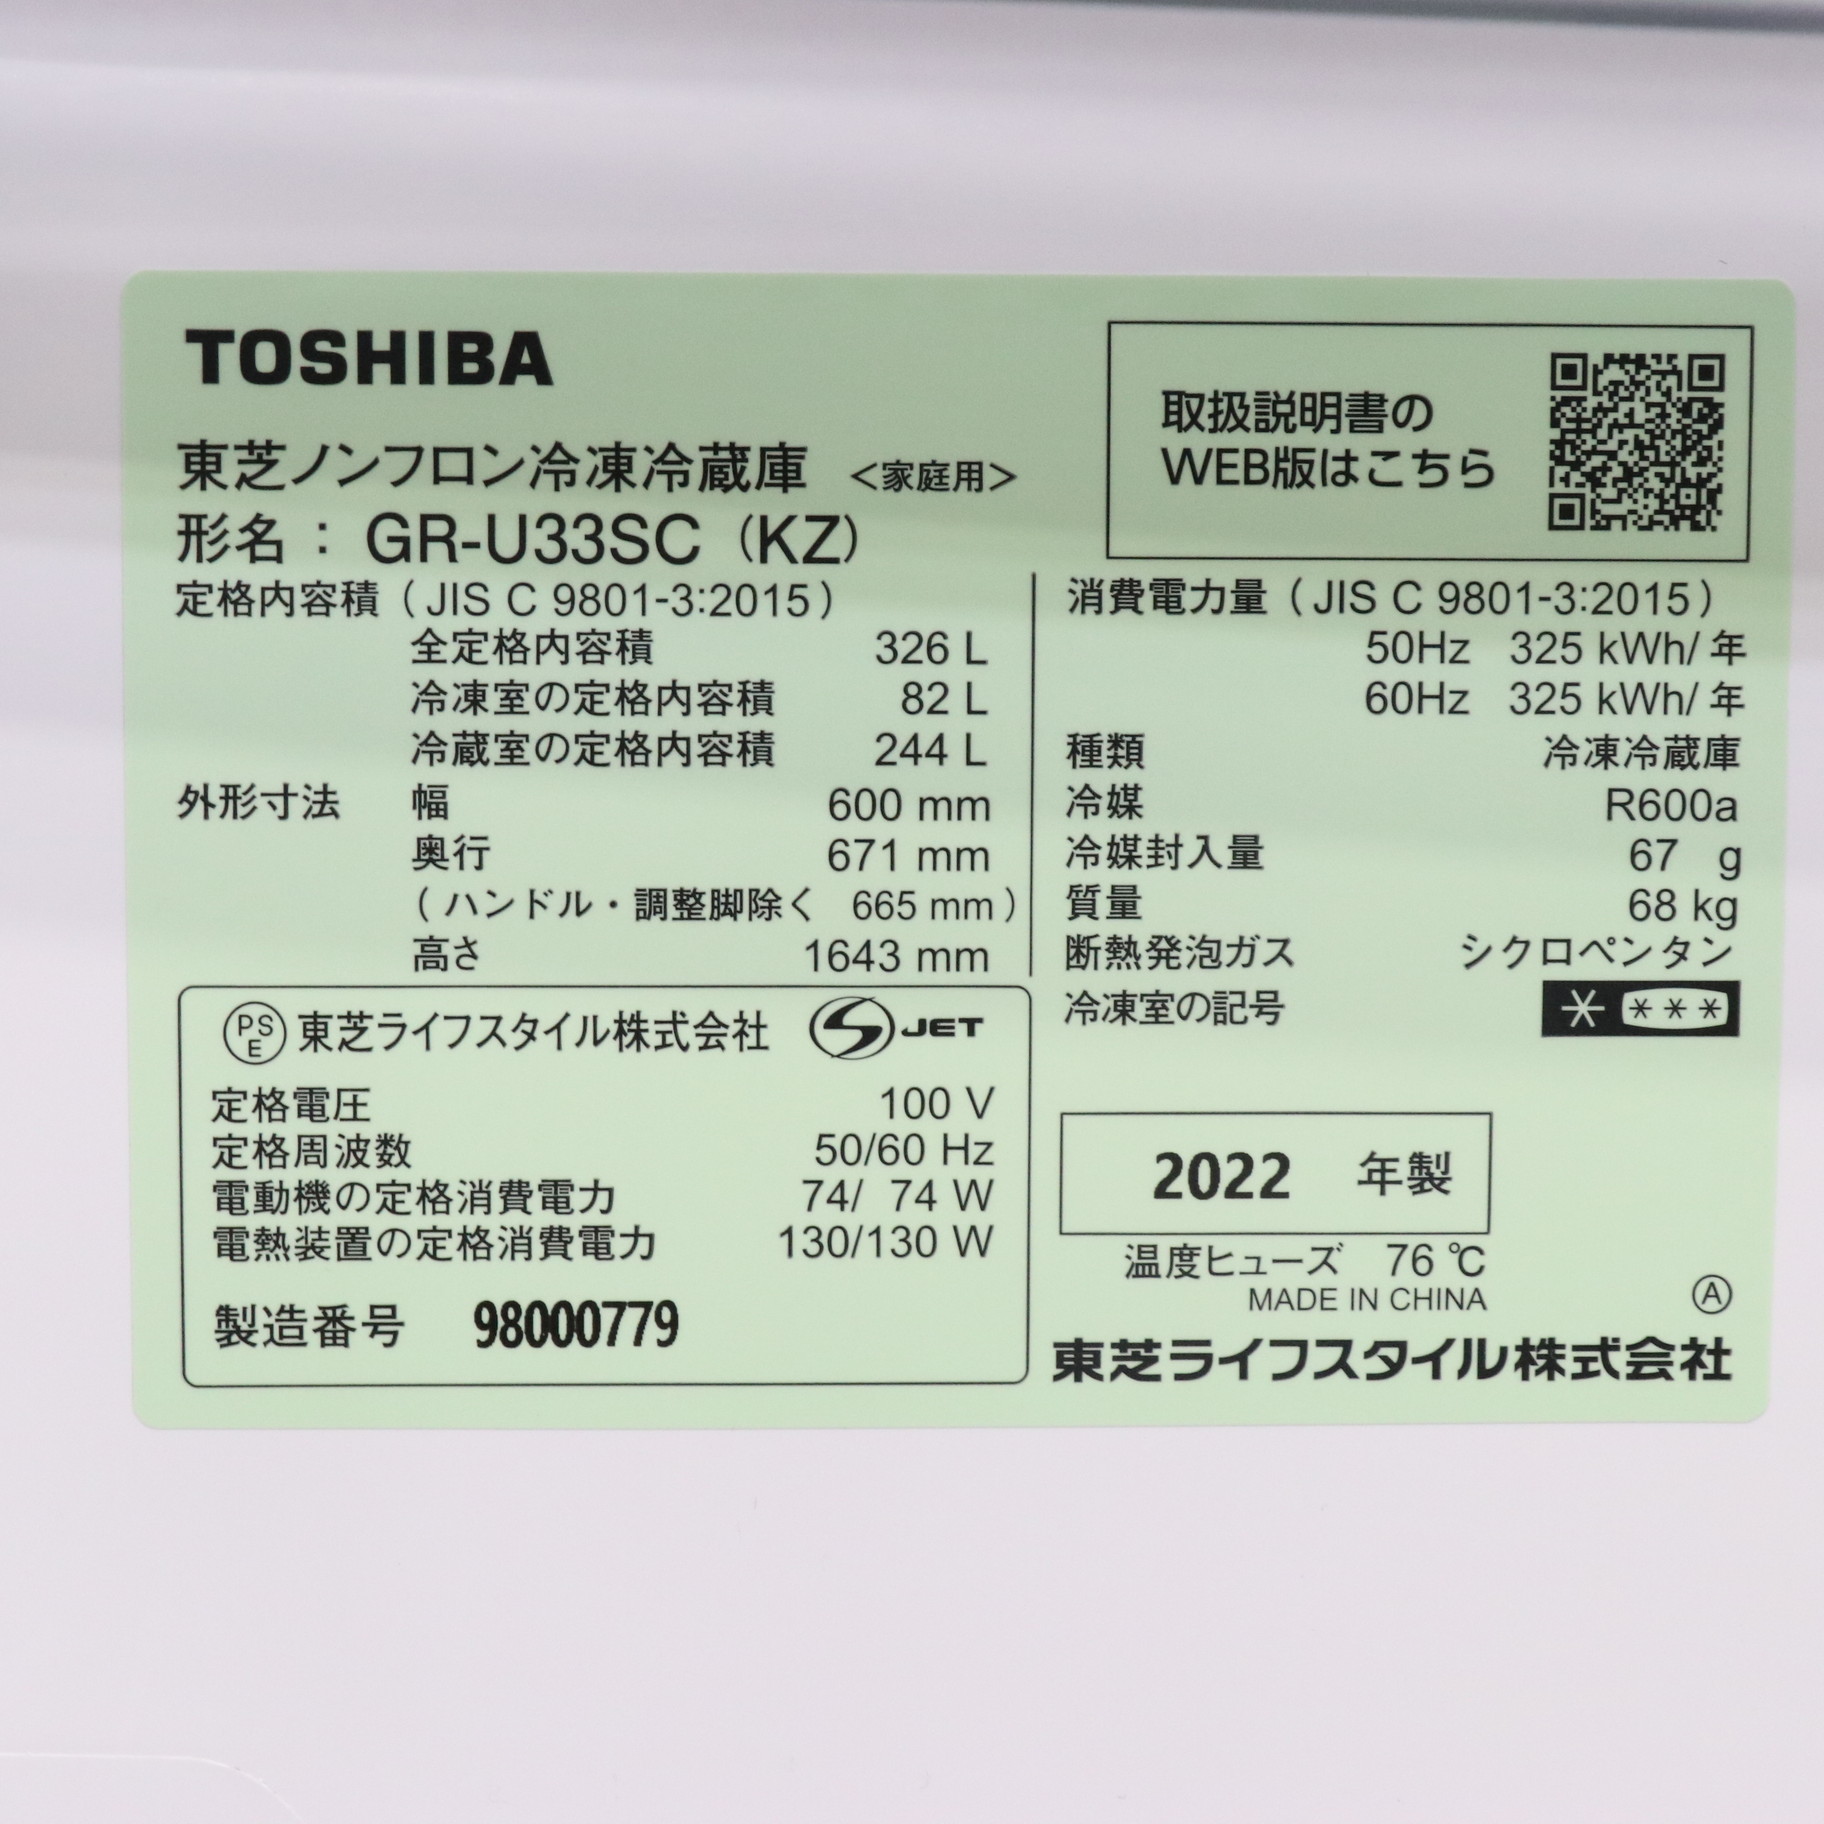 TOSHIBA
東芝ノンフロン冷凍冷蔵庫 <家庭用>
形名：GR-U33SC (KZ)
取扱説明書の
WEB版はこちら
定格内容積 ( JIS C 9801-3:2015 )
全定格内容積 326 L
冷凍室の定格内容積 82 L
冷蔵室の定格内容積 244 L
外形寸法 幅 600 mm
奥行 671 mm
( ハンドル・調整脚除く 665 mm )
高さ 1643 mm
消費電力量 ( JIS C 9801-3:2015 )
50Hz 325 kWh/ 年
60Hz 325 kWh/ 年
種類 冷凍冷蔵庫
冷媒 R600a
冷媒封入量 67 g
質量 68 kg
断熱発泡ガス シクロペンタン
冷凍室の記号 * ***
PSE 東芝ライフスタイル株式会社 S JET
定格電圧 100 V
定格周波数 50/60 Hz
電動機の定格消費電力 74/ 74 W
電熱装置の定格消費電力 130/130 W
製造番号 98000779
2022 年製
温度ヒューズ 76 ℃
MADE IN CHINA
Ⓐ
東芝ライフスタイル株式会社